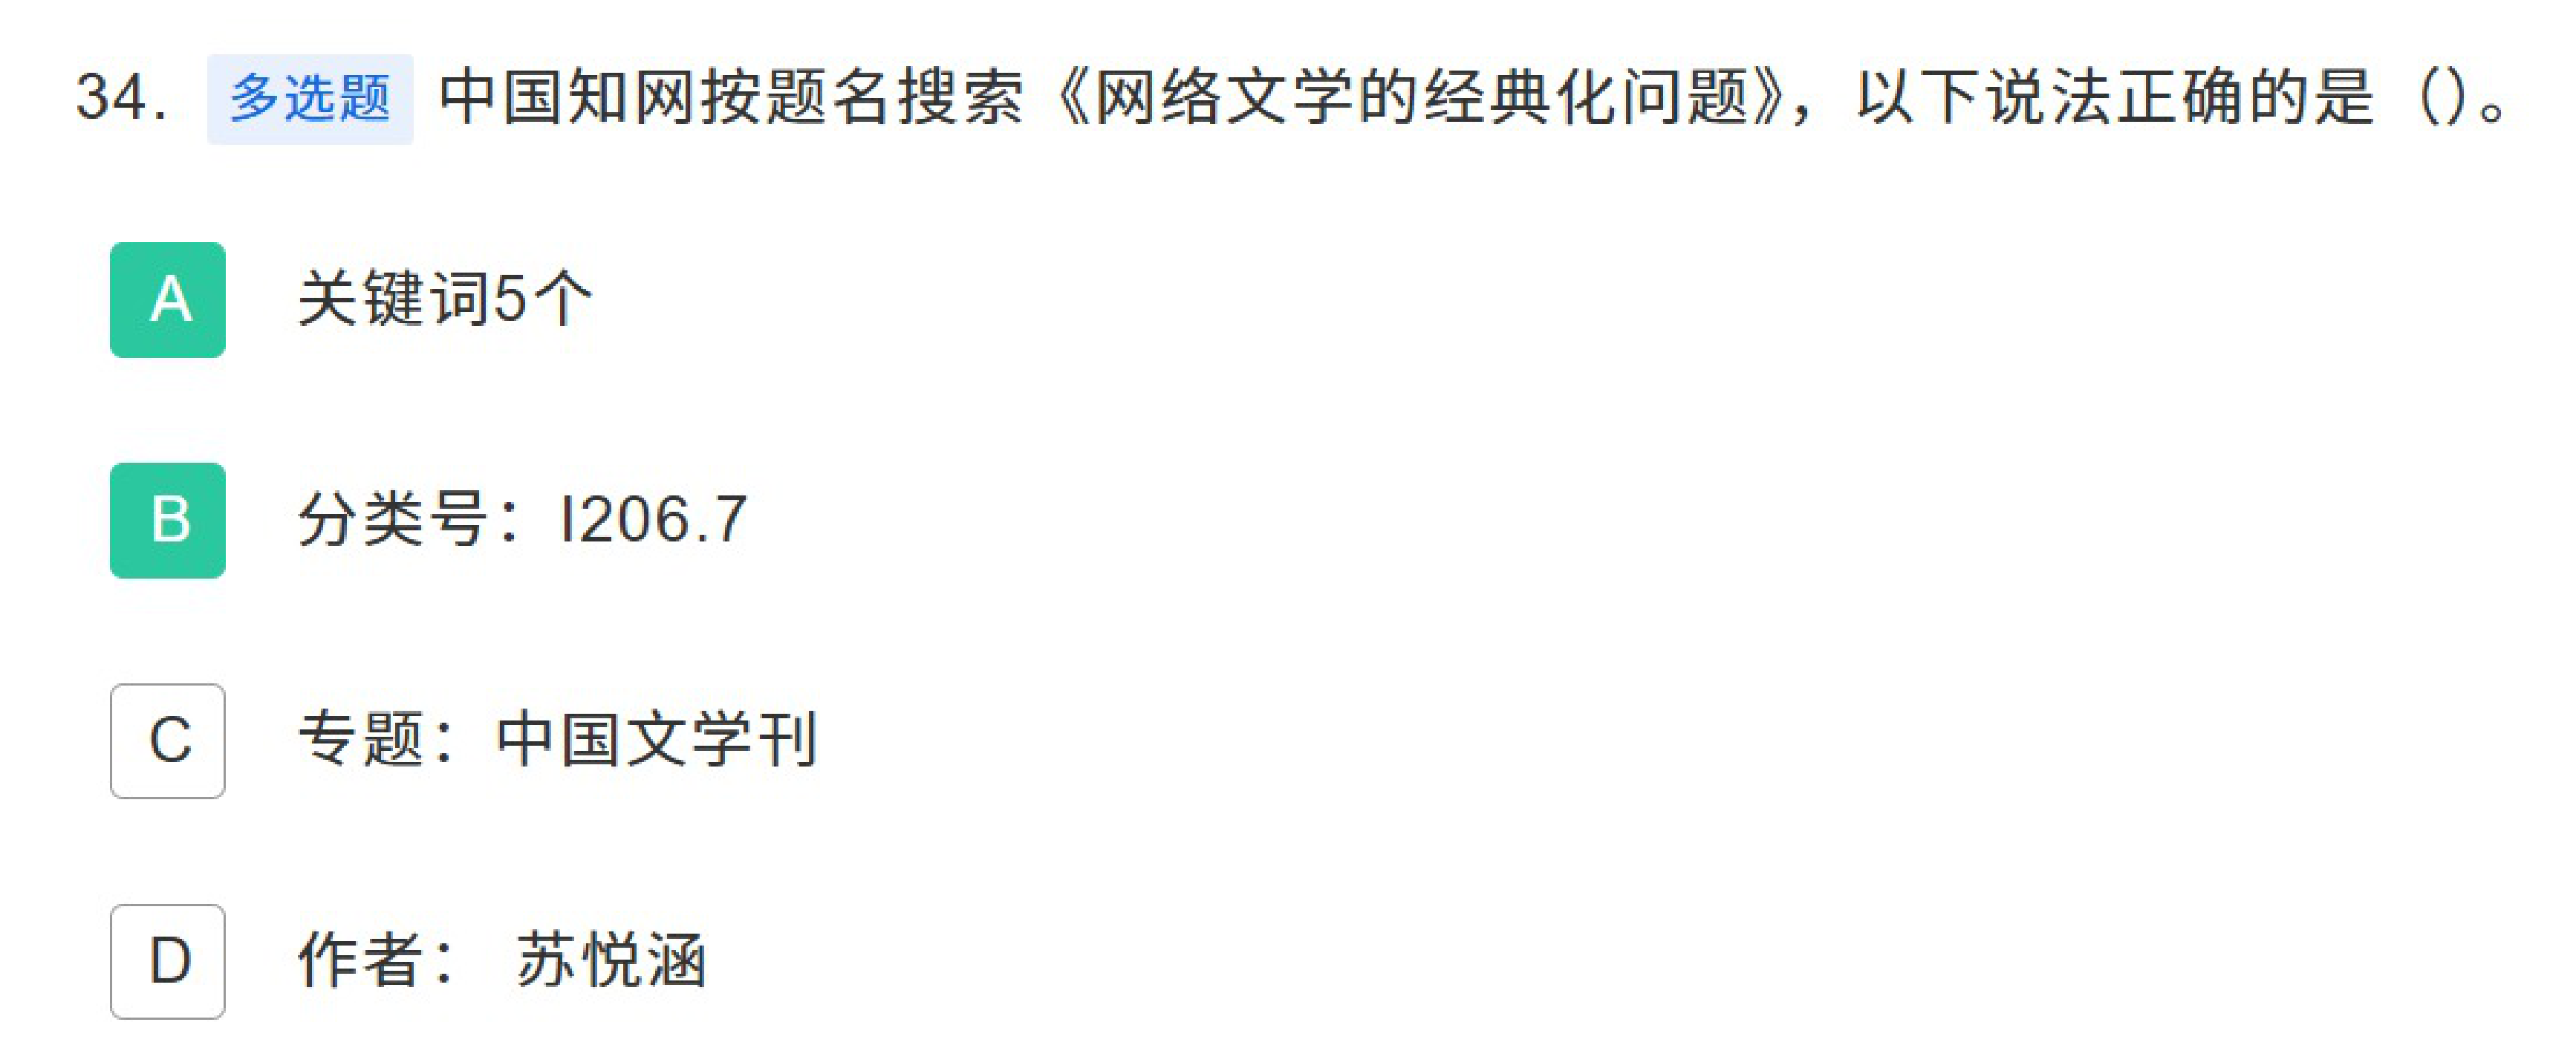 34. 多选题 中国知网按题名搜索《网络文学的经典化问题》，以下说法正确的是（）。
A 关键词5个
B 分类号：I206.7
C 专题：中国文学刊
D 作者： 苏悦涵